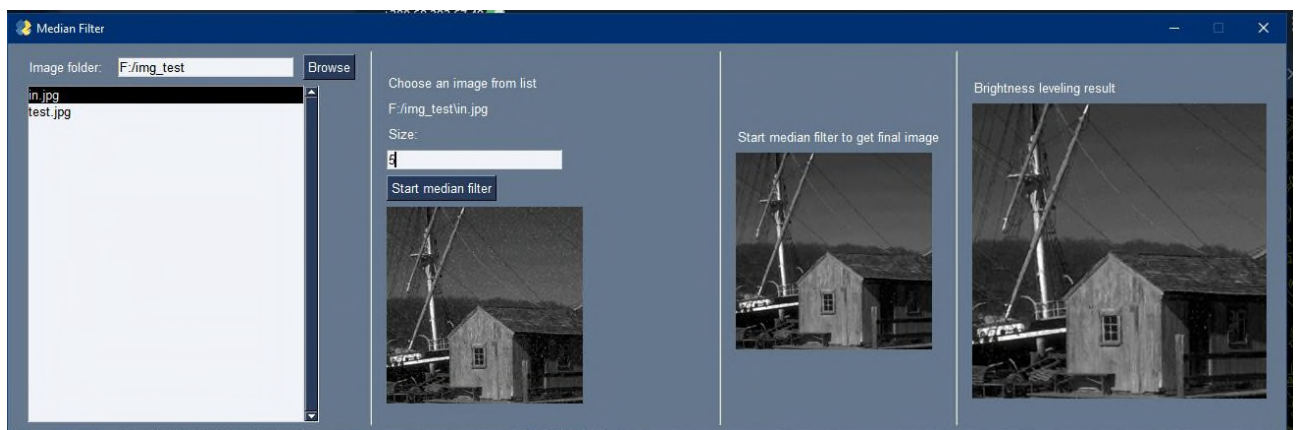 Median Filter
Image folder: F:/img_test Browse
in.jpg
test.jpg
Choose an image from list
F:/img_test\in.jpg
Size:
5
Start median filter
Start median filter to get final image
Brightness leveling result